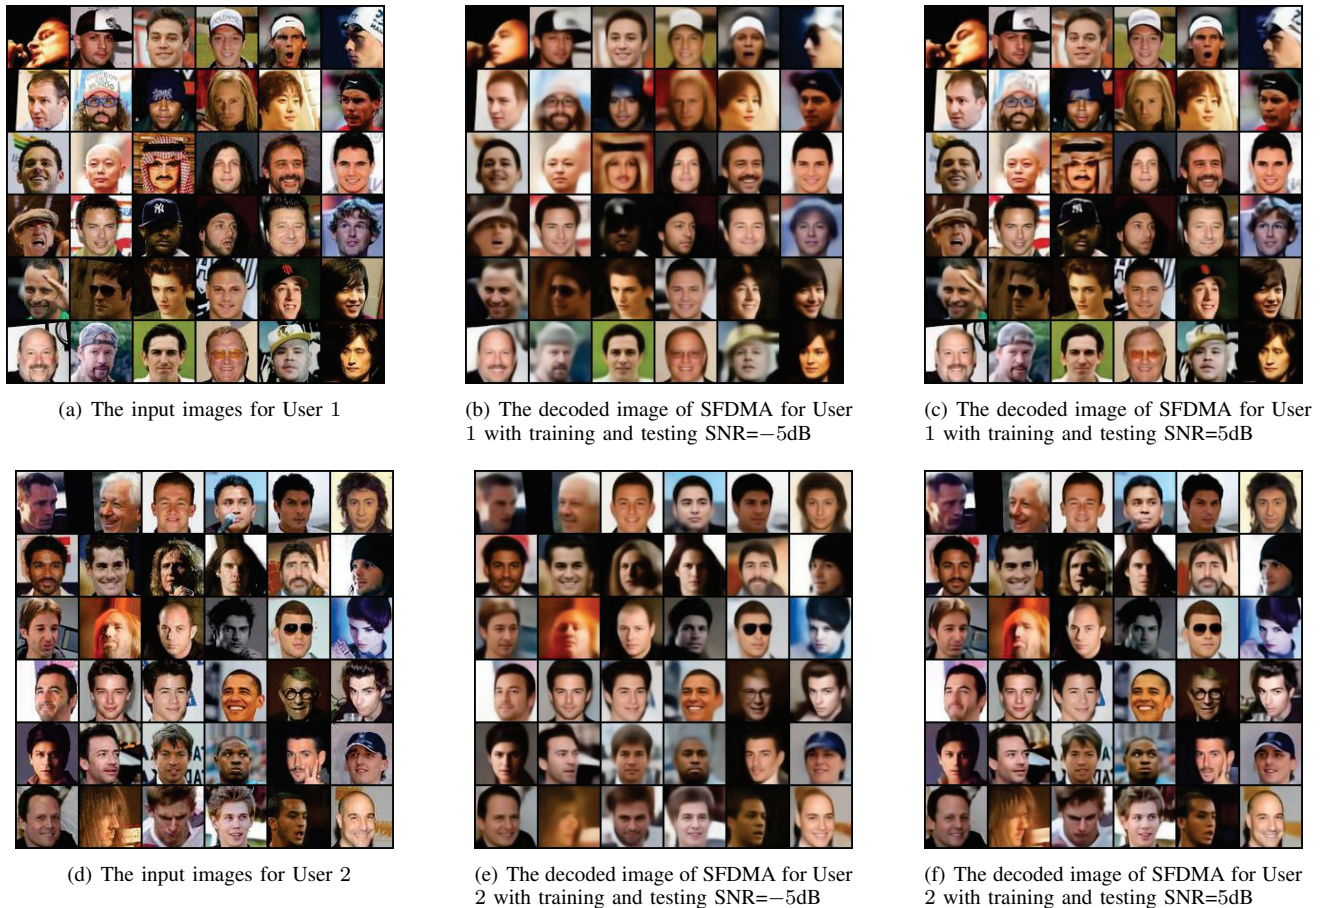 (a) The input images for User 1
(b) The decoded image of SFDMA for User
1 with training and testing SNR=−5dB
(c) The decoded image of SFDMA for User
1 with training and testing SNR=5dB
(d) The input images for User 2
(e) The decoded image of SFDMA for User
2 with training and testing SNR=−5dB
(f) The decoded image of SFDMA for User
2 with training and testing SNR=5dB